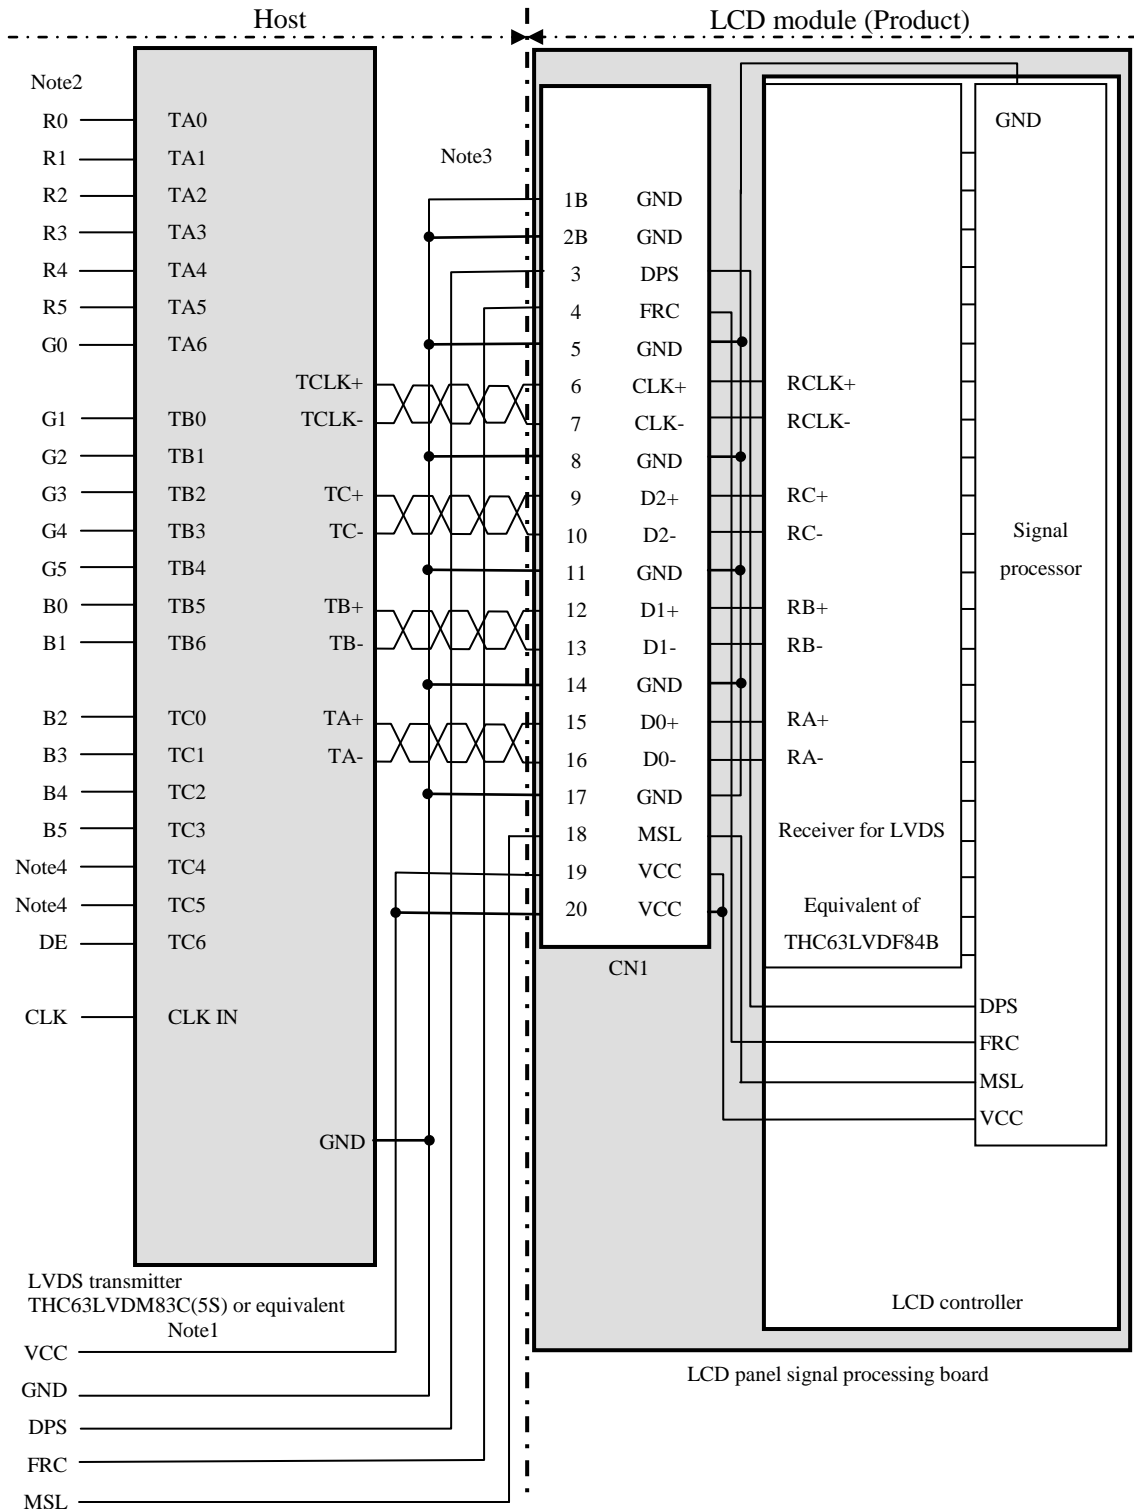 Host
LCD module (Product)
Note2
R0 TA0
R1 TA1
R2 TA2
R3 TA3
R4 TA4
R5 TA5
G0 TA6
TCLK+
G1 TB0 TCLK-
G2 TB1
G3 TB2 TC+
G4 TB3 TC-
G5 TB4
B0 TB5 TB+
B1 TB6 TB-
B2 TC0 TA+
B3 TC1 TA-
B4 TC2
B5 TC3
Note4 TC4
Note4 TC5
DE TC6
CLK CLK IN
GND
LVDS transmitter
THC63LVDM83C(5S) or equivalent
Note1
VCC
GND
DPS
FRC
MSL
Note3
1B GND
2B GND
3 DPS
4 FRC
5 GND
6 CLK+
7 CLK-
8 GND
9 D2+
10 D2-
11 GND
12 D1+
13 D1-
14 GND
15 D0+
16 D0-
17 GND
18 MSL
19 VCC
20 VCC
CN1
RCLK+
RCLK-
RC+
RC-
RB+
RB-
RA+
RA-
Receiver for LVDS
Equivalent of
THC63LVDF84B
GND
Signal
processor
DPS
FRC
MSL
VCC
LCD controller
LCD panel signal processing board